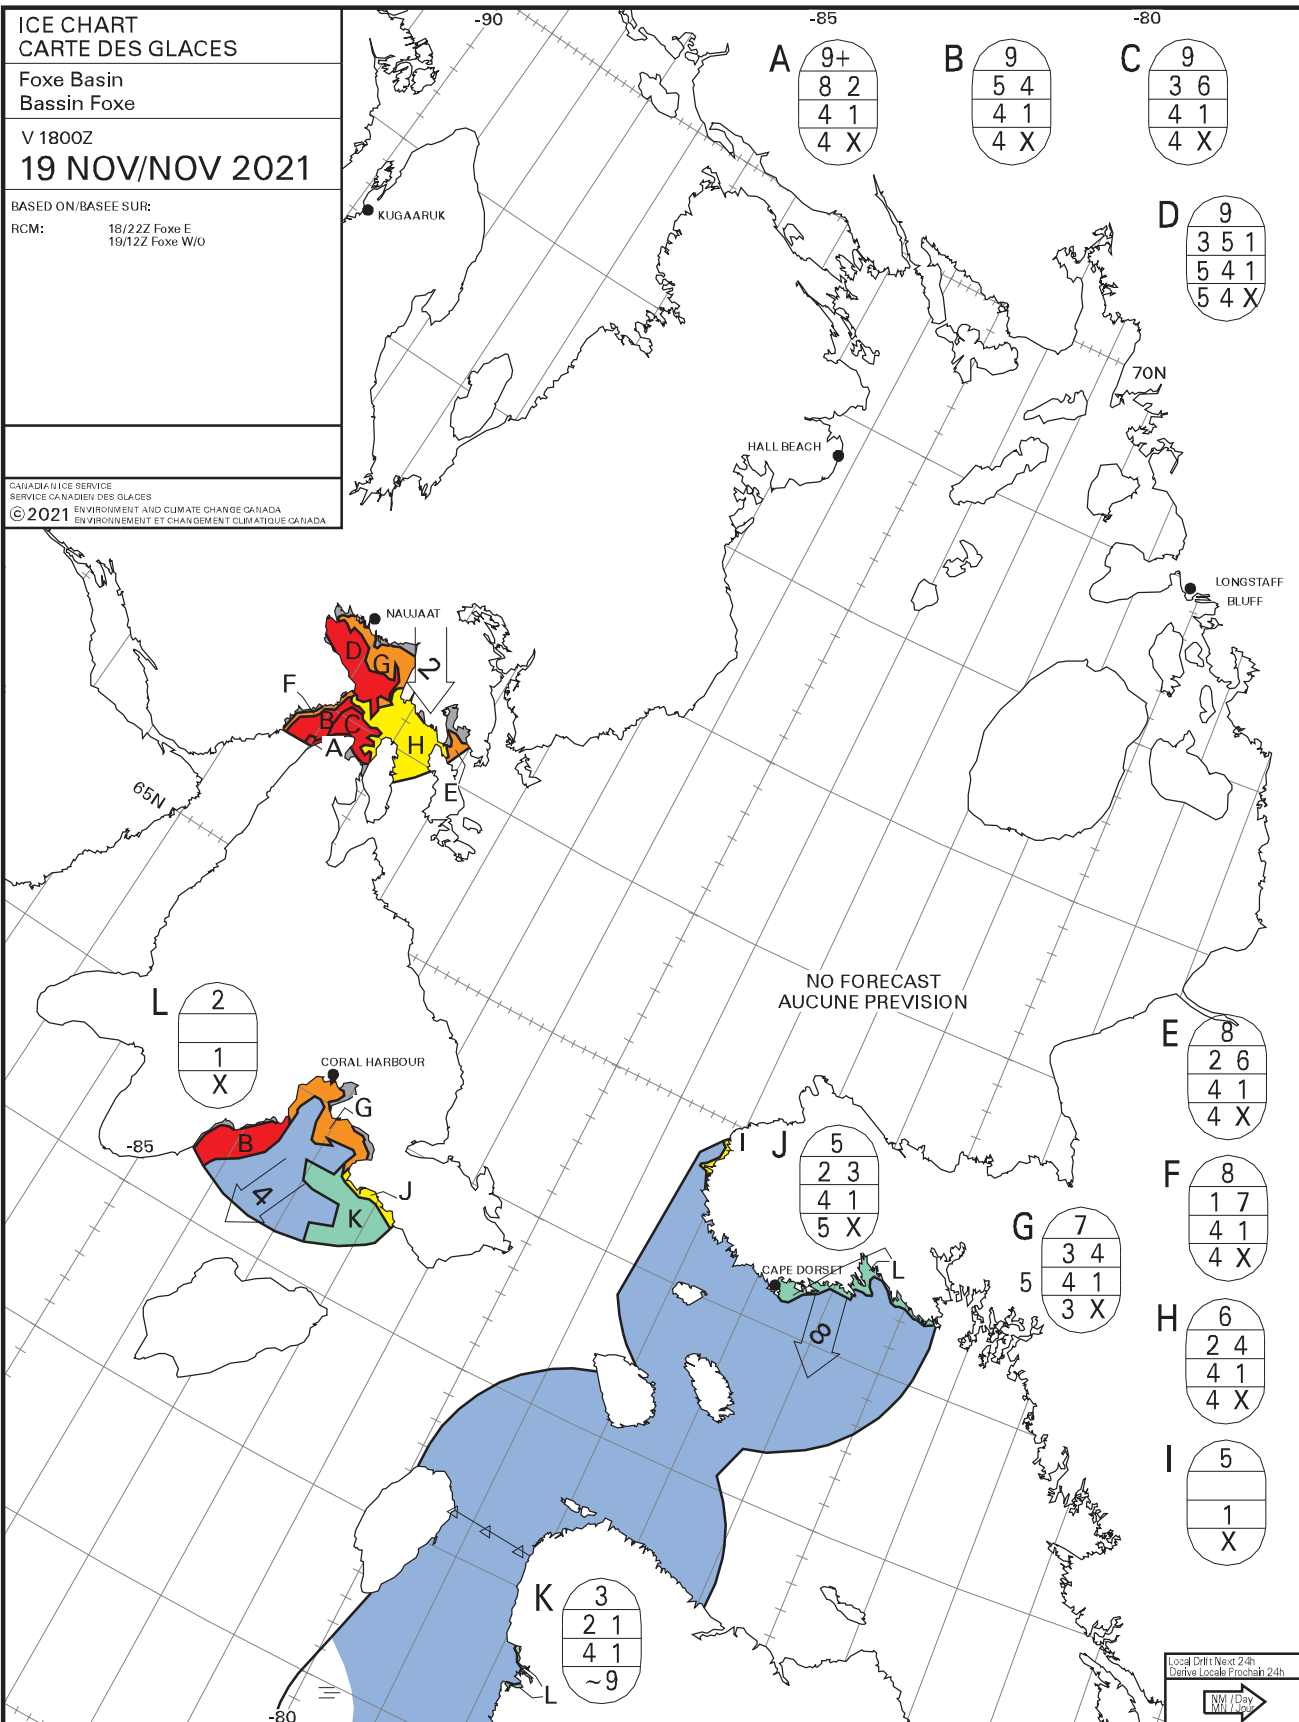 ICE CHART
CARTE DES GLACES
Foxe Basin
Bassin Foxe
V 1800Z
19 NOV/NOV 2021
BASED ON/BASEE SUR:
RCM: 18/22Z Foxe E
19/12Z Foxe W/O
CANADIAN ICE SERVICE
SERVICE CANADIEN DES GLACES
©2021 ENVIRONMENT AND CLIMATE CHANGE CANADA
ENVIRONNEMENT ET CHANGEMENT CLIMATIQUE CANADA
-90
-85
-80
A
9+
8 2
4 1
4 X
B
9
5 4
4 1
4 X
C
9
3 6
4 1
4 X
D
9
3 5 1
5 4 1
5 4 X
KUGAARUK
70N
HALL BEACH
LONGSTAFF
BLUFF
NAUJAAT
D
G
2
F
B
C
A
H
E
65N
NO FORECAST
AUCUNE PREVISION
L
2
1
X
CORAL HARBOUR
G
B
-85
4
J
K
E
8
2 6
4 1
4 X
I
J
5
2 3
4 1
5 X
F
8
1 7
4 1
4 X
G
7
3 4
5 4 1
3 X
CAPE DORSET
L
8
H
6
2 4
4 1
4 X
I
5
1
X
K
3
2 1
4 1
~9
L
-80
Local Drift Next 24h
Derive Locale Prochain 24h
NM / Day
MN / Jour